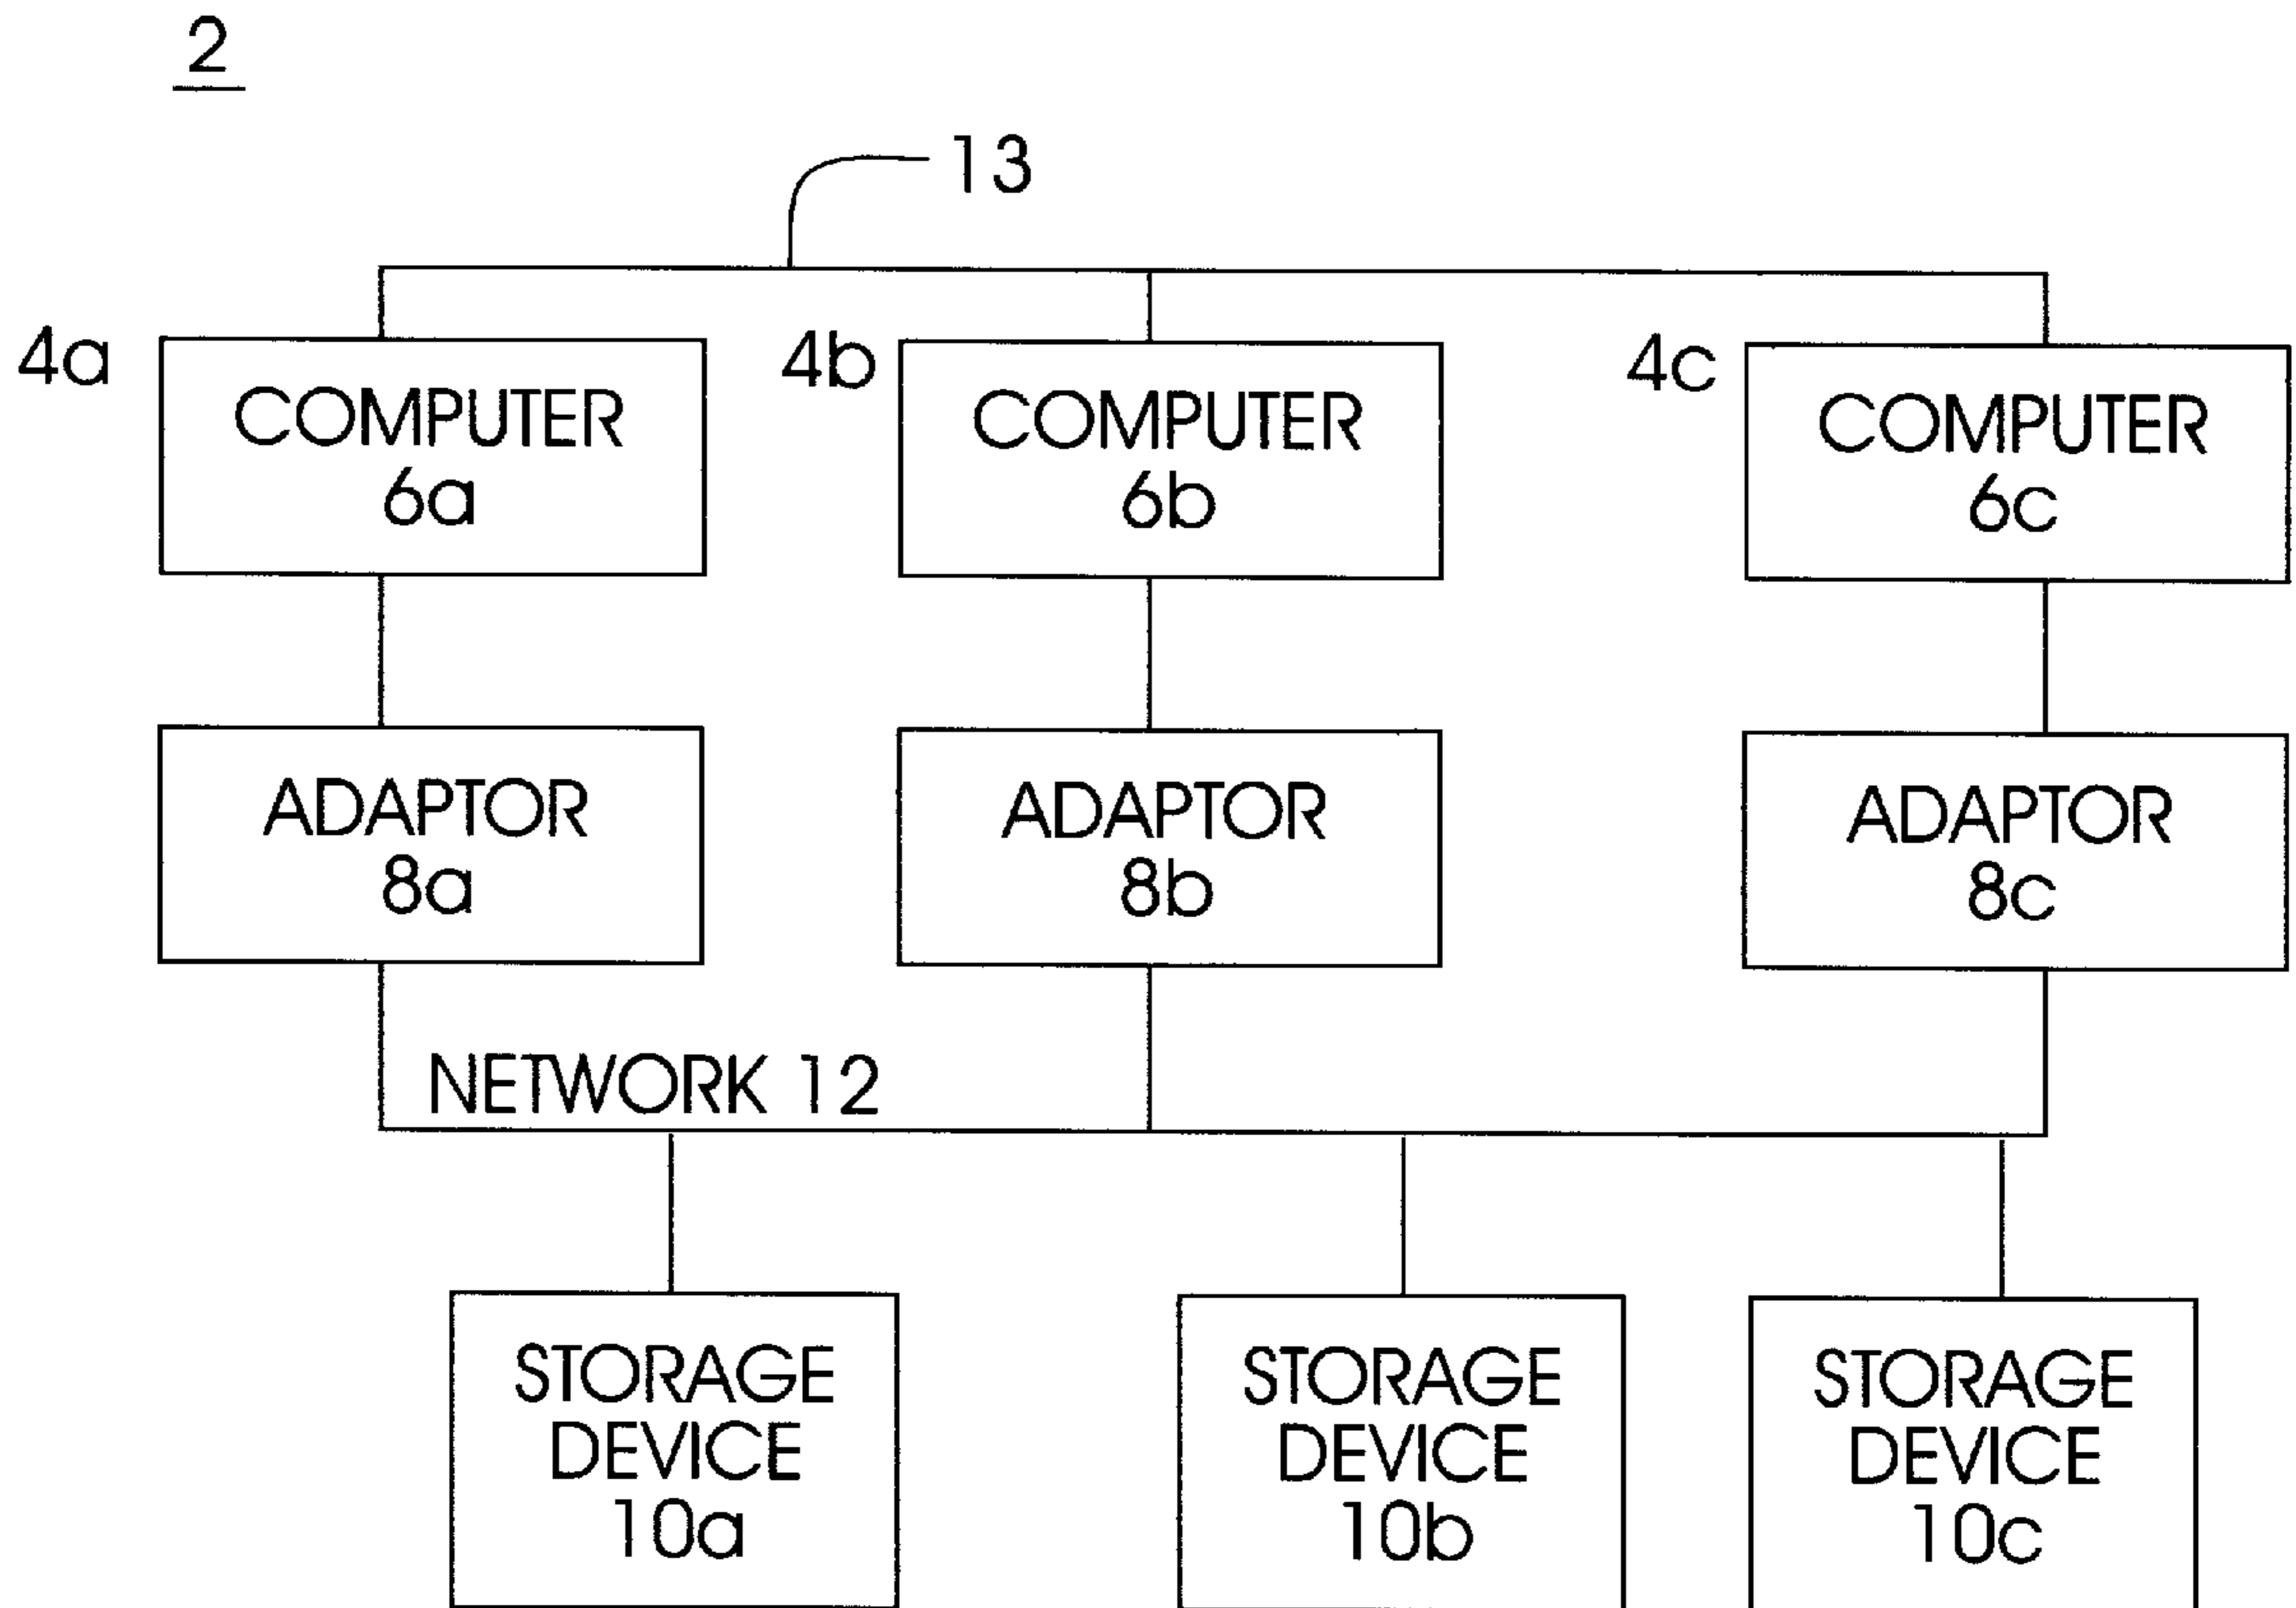 2
13
4a
COMPUTER
6a
4b
COMPUTER
6b
4c
COMPUTER
6c
ADAPTOR
8a
ADAPTOR
8b
ADAPTOR
8c
NETWORK 12
STORAGE
DEVICE
10a
STORAGE
DEVICE
10b
STORAGE
DEVICE
10c